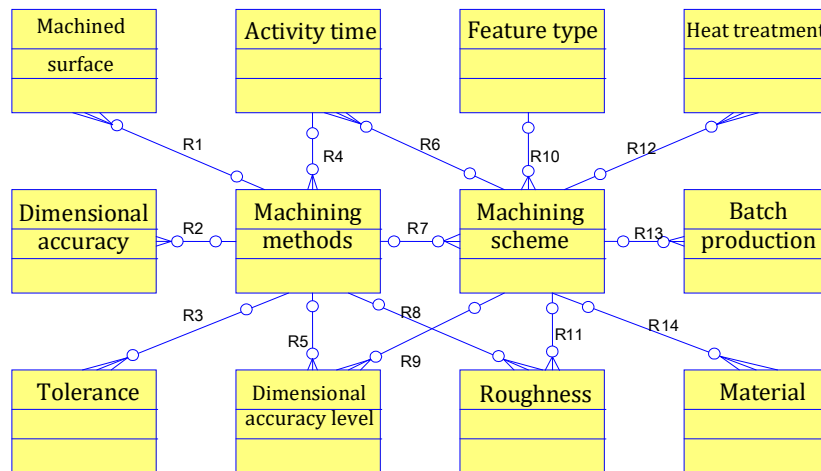 Machined
surface
Activity time
Feature type
Heat treatment
R1
R4
R6
R10
R12
Dimensional
accuracy
R2
Machining
methods
R7
Machining
scheme
R13
Batch
production
R3
R5
R8
R9
R11
R14
Tolerance
Dimensional
accuracy level
Roughness
Material